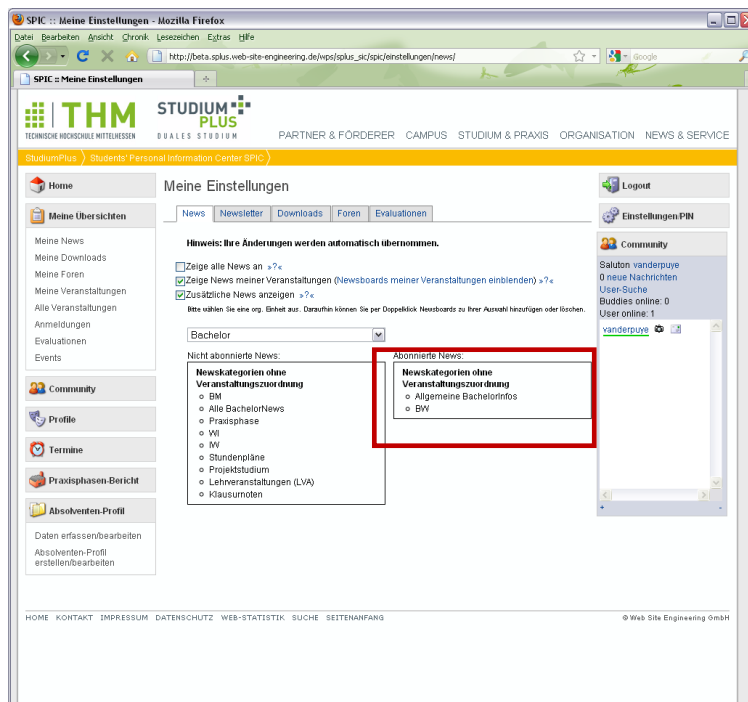 SPIC :: Meine Einstellungen - Mozilla Firefox
Datei Bearbeiten Ansicht Chronik Lesezeichen Extras Hilfe
http://beta.splus.web-site-engineering.de/wps/splus_sic/spic/einstellungen/news/
Google
SPIC :: Meine Einstellungen
THM
TECHNISCHE HOCHSCHULE MITTELHESSEN
STUDIUM
PLUS
DUALES STUDIUM
PARTNER & FÖRDERER CAMPUS STUDIUM & PRAXIS ORGANISATION NEWS & SERVICE
StudiumPlus Students' Personal Information Center SPIC
Home
Meine Übersichten
Meine News
Meine Downloads
Meine Foren
Meine Veranstaltungen
Alle Veranstaltungen
Anmeldungen
Evaluationen
Events
Community
Profile
Termine
Praxisphasen-Bericht
Absolventen-Profil
Daten erfassen/bearbeiten
Absolventen-Profil
erstellen/bearbeiten
Meine Einstellungen
News Newsletter Downloads Foren Evaluationen
Hinweis: Ihre Änderungen werden automatisch übernommen.
Zeige alle News an »?«
Zeige News meiner Veranstaltungen (Newsboards meiner Veranstaltungen einblenden) »?«
Zusätzliche News anzeigen »?«
Bitte wählen Sie eine org. Einheit aus. Daraufhin können Sie per Doppelklick Newsboards zu Ihrer Auswahl hinzufügen oder löschen.
Bachelor
Nicht abonnierte News:
Newskategorien ohne
Veranstaltungszuordnung
BM
Alle BachelorNews
Praxisphase
WI
IW
Stundenpläne
Projektstudium
Lehrveranstaltungen (LVA)
Klausurnoten
Abonnierte News:
Newskategorien ohne
Veranstaltungszuordnung
Allgemeine BachelorInfos
BW
Logout
Einstellungen/PIN
Community
Saluton vanderpuye
0 neue Nachrichten
User-Suche
Buddies online: 0
User online: 1
vanderpuye
+ -
HOME KONTAKT IMPRESSUM DATENSCHUTZ WEB-STATISTIK SUCHE SEITENANFANG
© Web Site Engineering GmbH